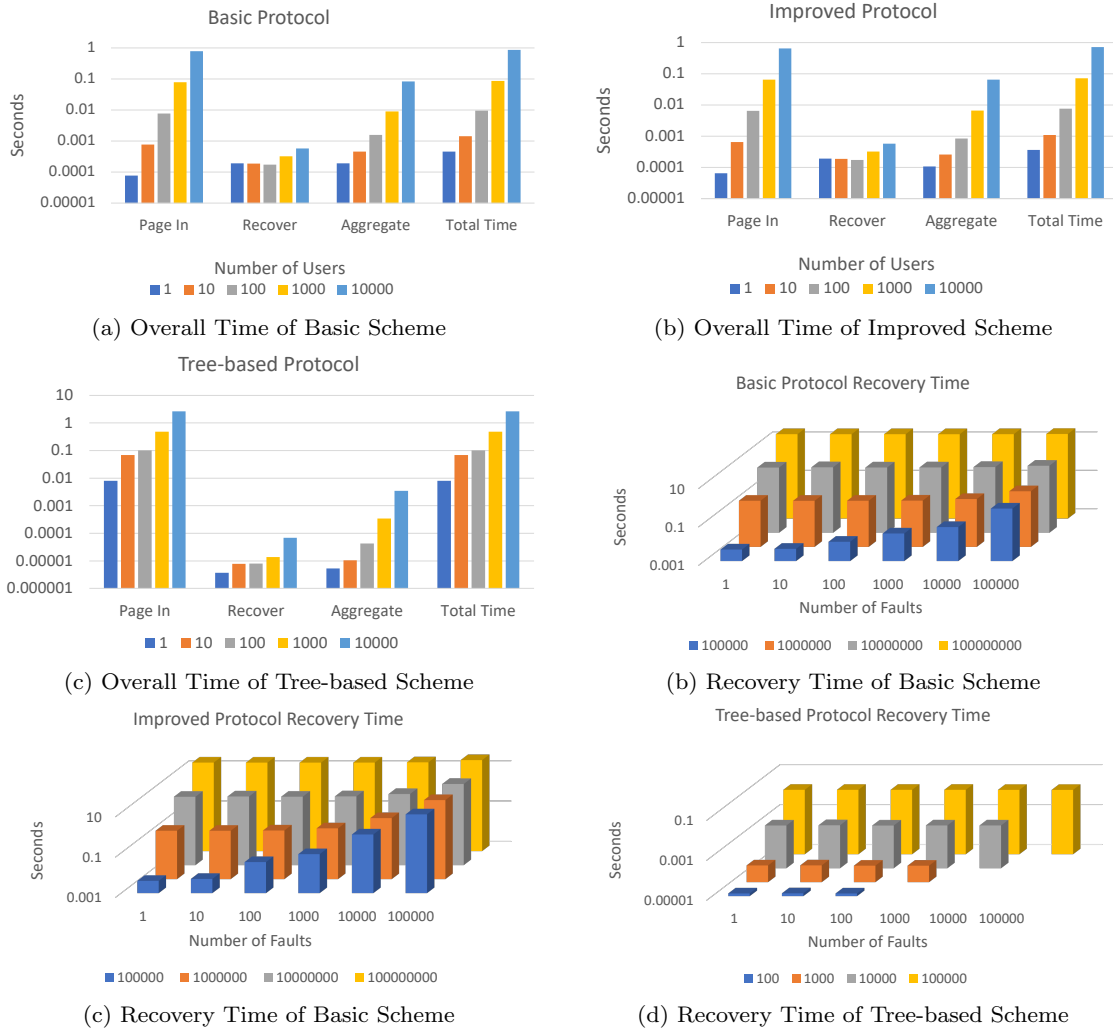 Basic Protocol
Seconds
1
0.1
0.01
0.001
0.0001
0.00001
Page In Recover Aggregate Total Time
Number of Users
1 10 100 1000 10000
(a) Overall Time of Basic Scheme
Improved Protocol
Seconds
1
0.1
0.01
0.001
0.0001
0.00001
Page In Recover Aggregate Total Time
Number of Users
1 10 100 1000 10000
(b) Overall Time of Improved Scheme
Tree-based Protocol
Seconds
10
1
0.1
0.01
0.001
0.0001
0.00001
0.000001
Page In Recover Aggregate Total Time
1 10 100 1000 10000
(c) Overall Time of Tree-based Scheme
Basic Protocol Recovery Time
Seconds
10
0.1
0.001
1 10 100 1000 10000 100000
Number of Faults
100000 1000000 10000000 100000000
(b) Recovery Time of Basic Scheme
Improved Protocol Recovery Time
Seconds
10
0.1
0.001
1 10 100 1000 10000 100000
Number of Faults
100000 1000000 10000000 100000000
(c) Recovery Time of Basic Scheme
Tree-based Protocol Recovery Time
Seconds
0.1
0.001
0.00001
1 10 100 1000 10000 100000
Number of Faults
100 1000 10000 100000
(d) Recovery Time of Tree-based Scheme